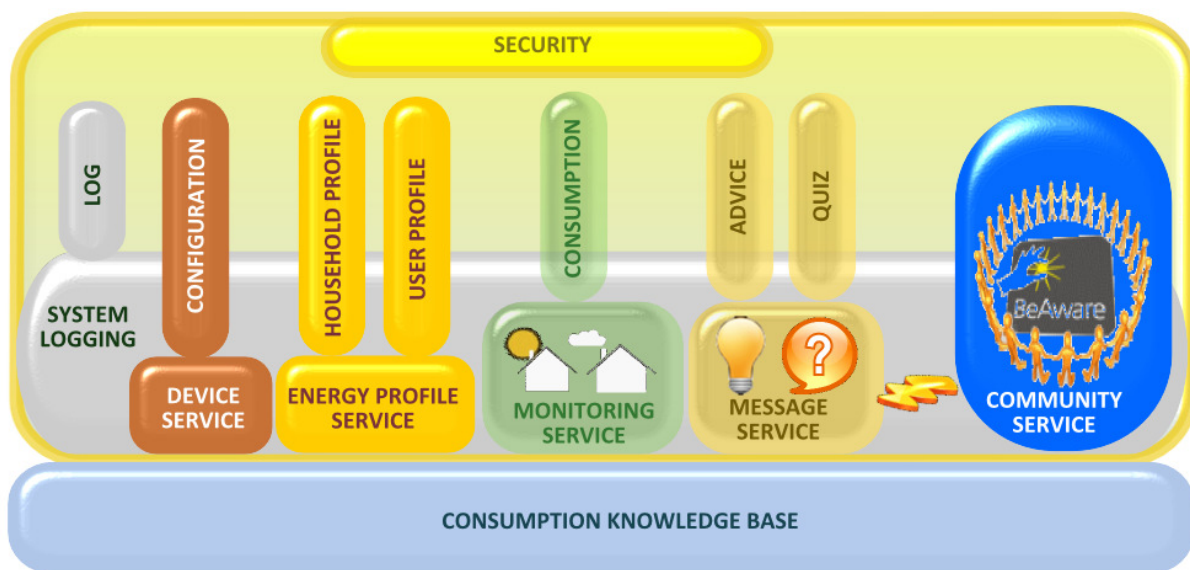 SECURITY
LOG
CONFIGURATION
HOUSEHOLD PROFILE
USER PROFILE
CONSUMPTION
ADVICE
QUIZ
SYSTEM
LOGGING
DEVICE
SERVICE
ENERGY PROFILE
SERVICE
MONITORING
SERVICE
?
MESSAGE
SERVICE
BeAware
COMMUNITY
SERVICE
CONSUMPTION KNOWLEDGE BASE